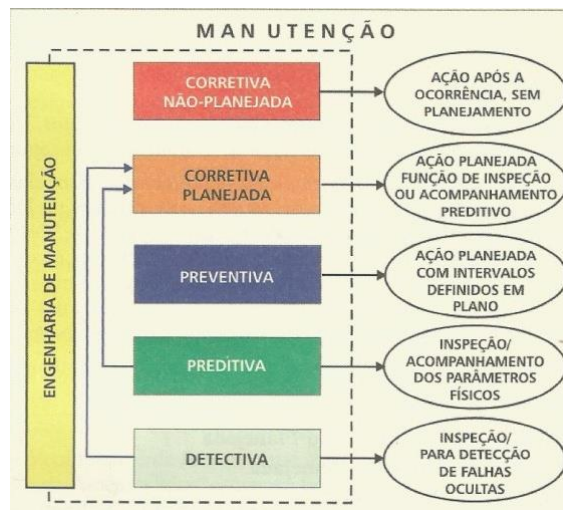 MANUTENÇÃO
ENGENHARIA DE MANUTENÇÃO
CORRETIVA
NÃO-PLANEJADA
AÇÃO APÓS A
OCORRÊNCIA, SEM
PLANEJAMENTO
CORRETIVA
PLANEJADA
AÇÃO PLANEJADA
FUNÇÃO DE INSPEÇÃO
OU ACOMPANHAMENTO
PREDITIVO
PREVENTIVA
AÇÃO PLANEJADA
COM INTERVALOS
DEFINIDOS EM
PLANO
PREDITIVA
INSPEÇÃO/
ACOMPANHAMENTO
DOS PARÂMETROS
FÍSICOS
DETECTIVA
INSPEÇÃO/
PARA DETECÇÃO
DE FALHAS
OCULTAS